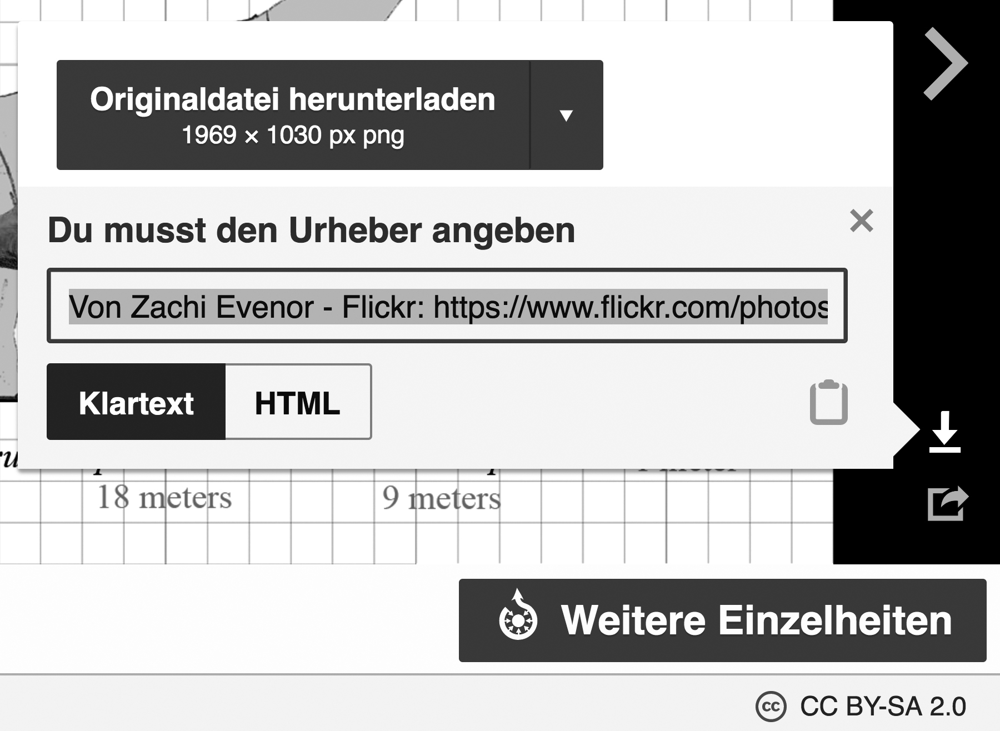 Originaldatei herunterladen
1969 × 1030 px png
Du musst den Urheber angeben
Von Zachi Evenor - Flickr: https://www.flickr.com/photos
Klartext
HTML
18 meters
9 meters
Weitere Einzelheiten
CC BY-SA 2.0